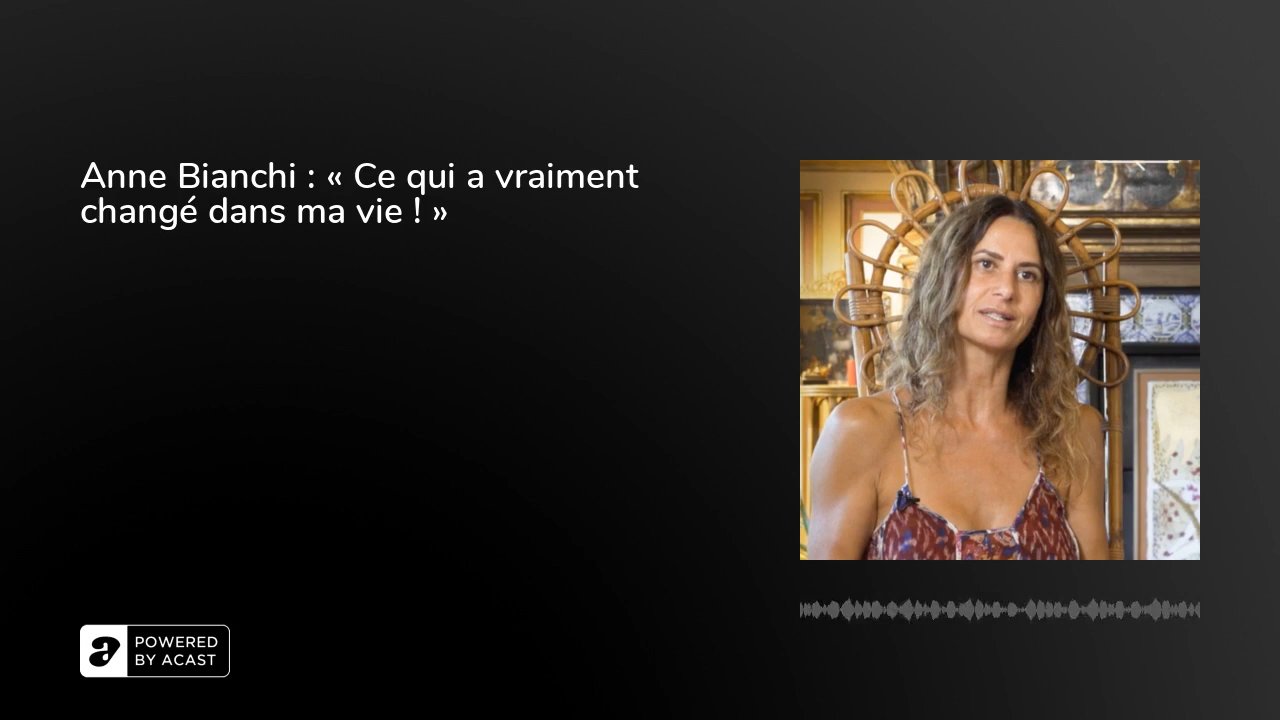 Anne Bianchi : « Ce qui a vraiment
changé dans ma vie ! »
a POWERED
BY ACAST